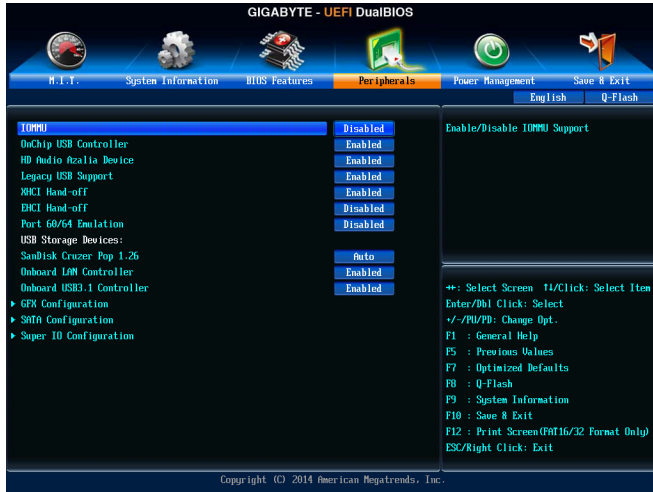 GIGABYTE - UEFI DualBIOS
M.I.T. System Information BIOS Features Peripherals Power Management Save & Exit
English Q-Flash
IOMMU Disabled
OnChip USB Controller Enabled
HD Audio Azalia Device Enabled
Legacy USB Support Enabled
XHCI Hand-off Enabled
EHCI Hand-off Disabled
Port 60/64 Emulation Disabled
USB Storage Devices:
SanDisk Cruzer Pop 1.26 Auto
Onboard LAN Controller Enabled
Onboard USB3.1 Controller Enabled
GFX Configuration
SATA Configuration
Super IO Configuration
Enable/Disable IOMMU Support
→←: Select Screen ↑↓/Click: Select Item
Enter/Dbl Click: Select
+/-/PU/PD: Change Opt.
F1 : General Help
F5 : Previous Values
F7 : Optimized Defaults
F8 : Q-Flash
F9 : System Information
F10 : Save & Exit
F12 : Print Screen(FAT16/32 Format Only)
ESC/Right Click: Exit
Copyright (C) 2014 American Megatrends, Inc.